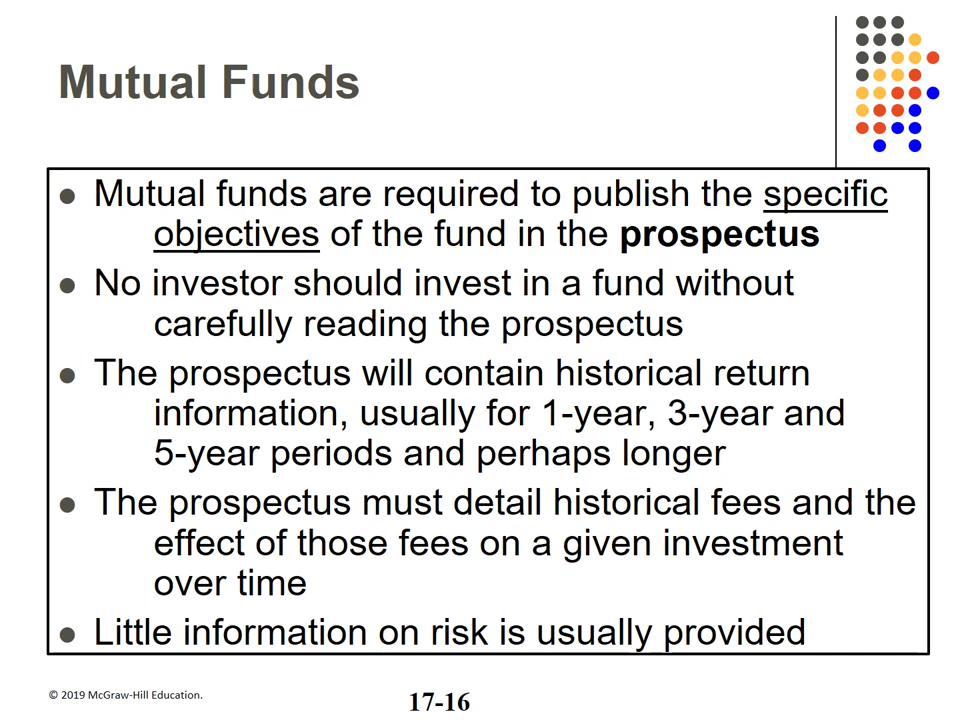 Mutual Funds
● Mutual funds are required to publish the specific
objectives of the fund in the prospectus
● No investor should invest in a fund without
carefully reading the prospectus
● The prospectus will contain historical return
information, usually for 1-year, 3-year and
5-year periods and perhaps longer
● The prospectus must detail historical fees and the
effect of those fees on a given investment
over time
● Little information on risk is usually provided
© 2019 McGraw-Hill Education.
17-16